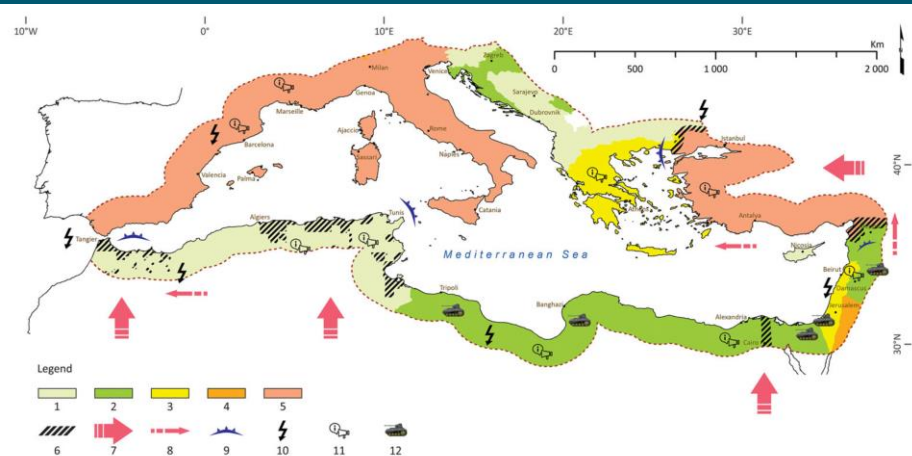 10°W 0° 10°E 20°E 30°E
Km
0 500 1 000 2 000
Zagreb
Milan
Venice
Sarajevo
Genoa
Dubrovnik
Marseille
Istanbul
Ajaccio
Rome
Barcelona
Naples
40°N
Sassari
Valencia
Palma
Athens
Antalya
Catania
Algiers
Tunis
Tangier
Nicosia
Mediterranean Sea
Beirut
Damascus
Tripoli
Banghazi
Jerusalem
Alexandria
Cairo
30°N
Legend
1 2 3 4 5
6 7 8 9 10 11 12